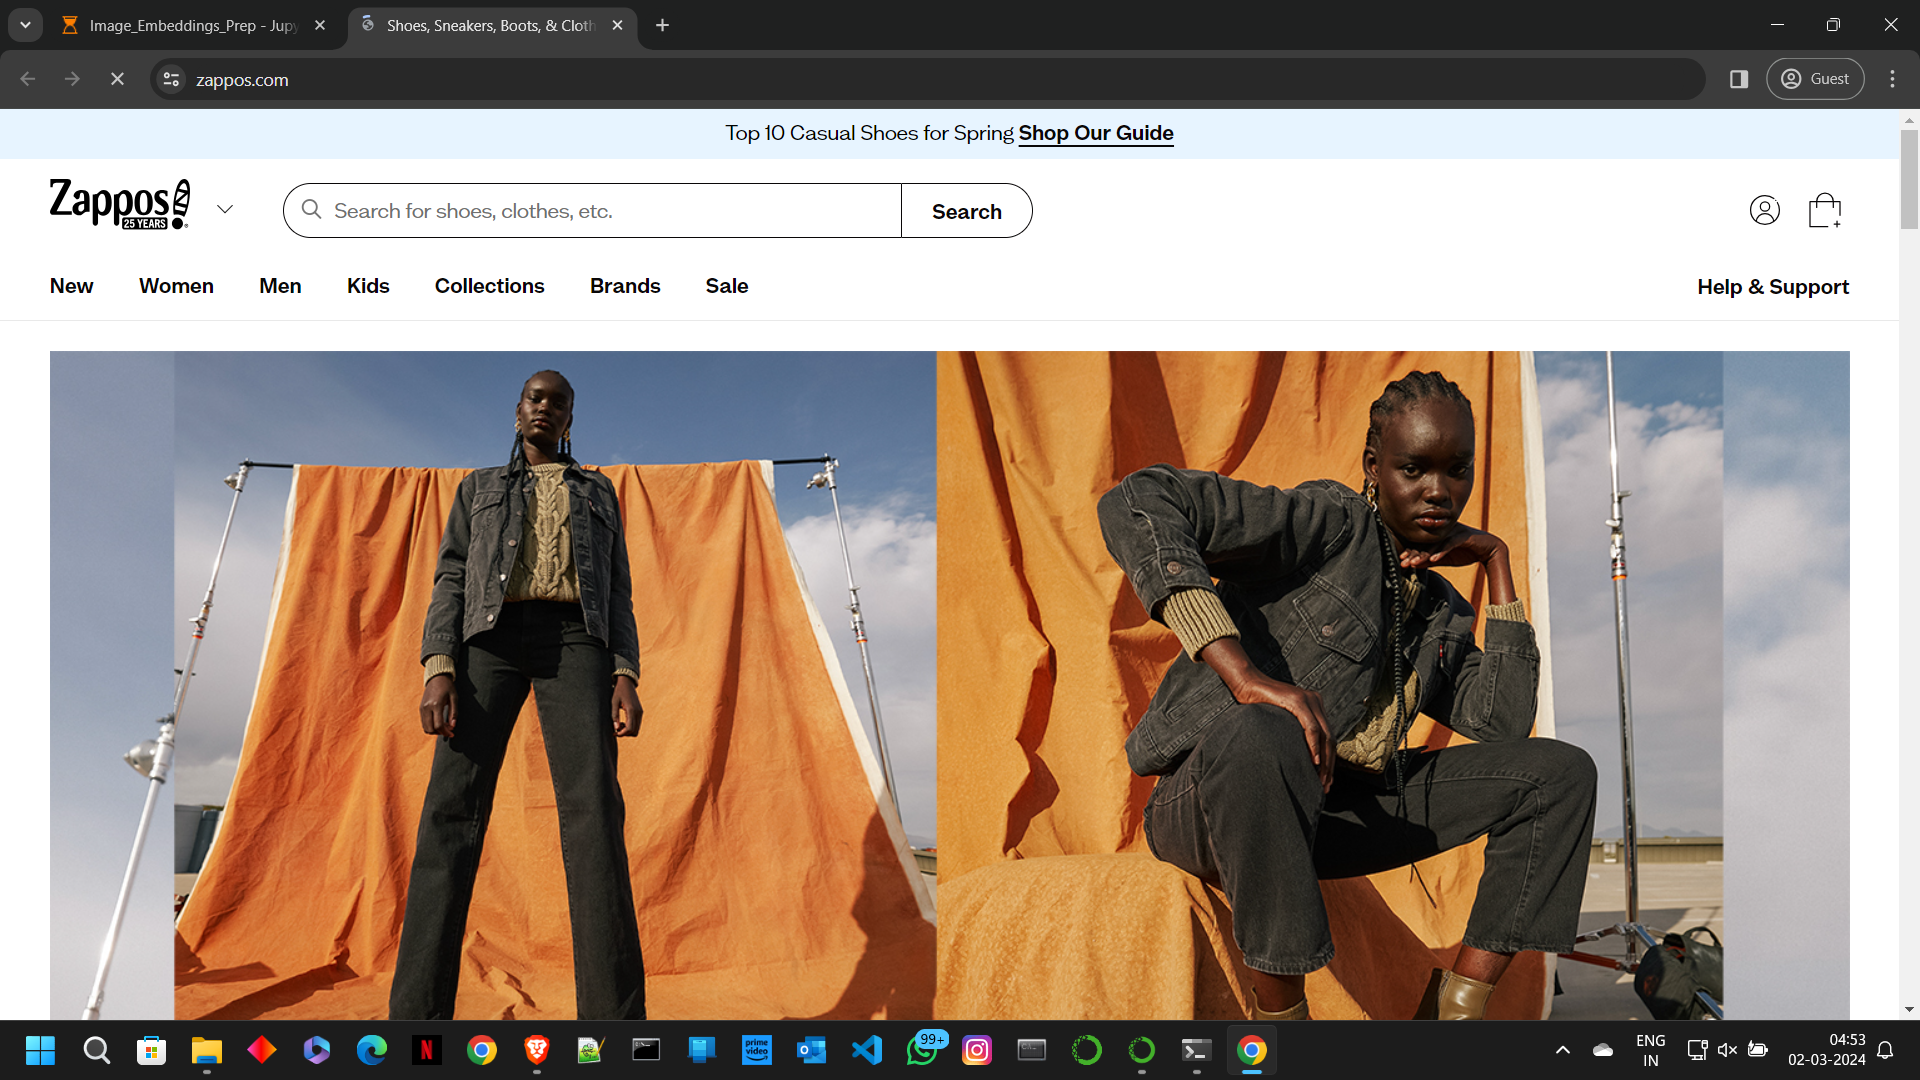 Image_Embeddings_Prep - Jupy
Shoes, Sneakers, Boots, & Cloth
zappos.com
Guest
Top 10 Casual Shoes for Spring Shop Our Guide
Zappos!
25 YEARS
Search for shoes, clothes, etc.
Search
New Women Men Kids Collections Brands Sale Help & Support
N
prime video
99+
ENG
IN
04:53
02-03-2024